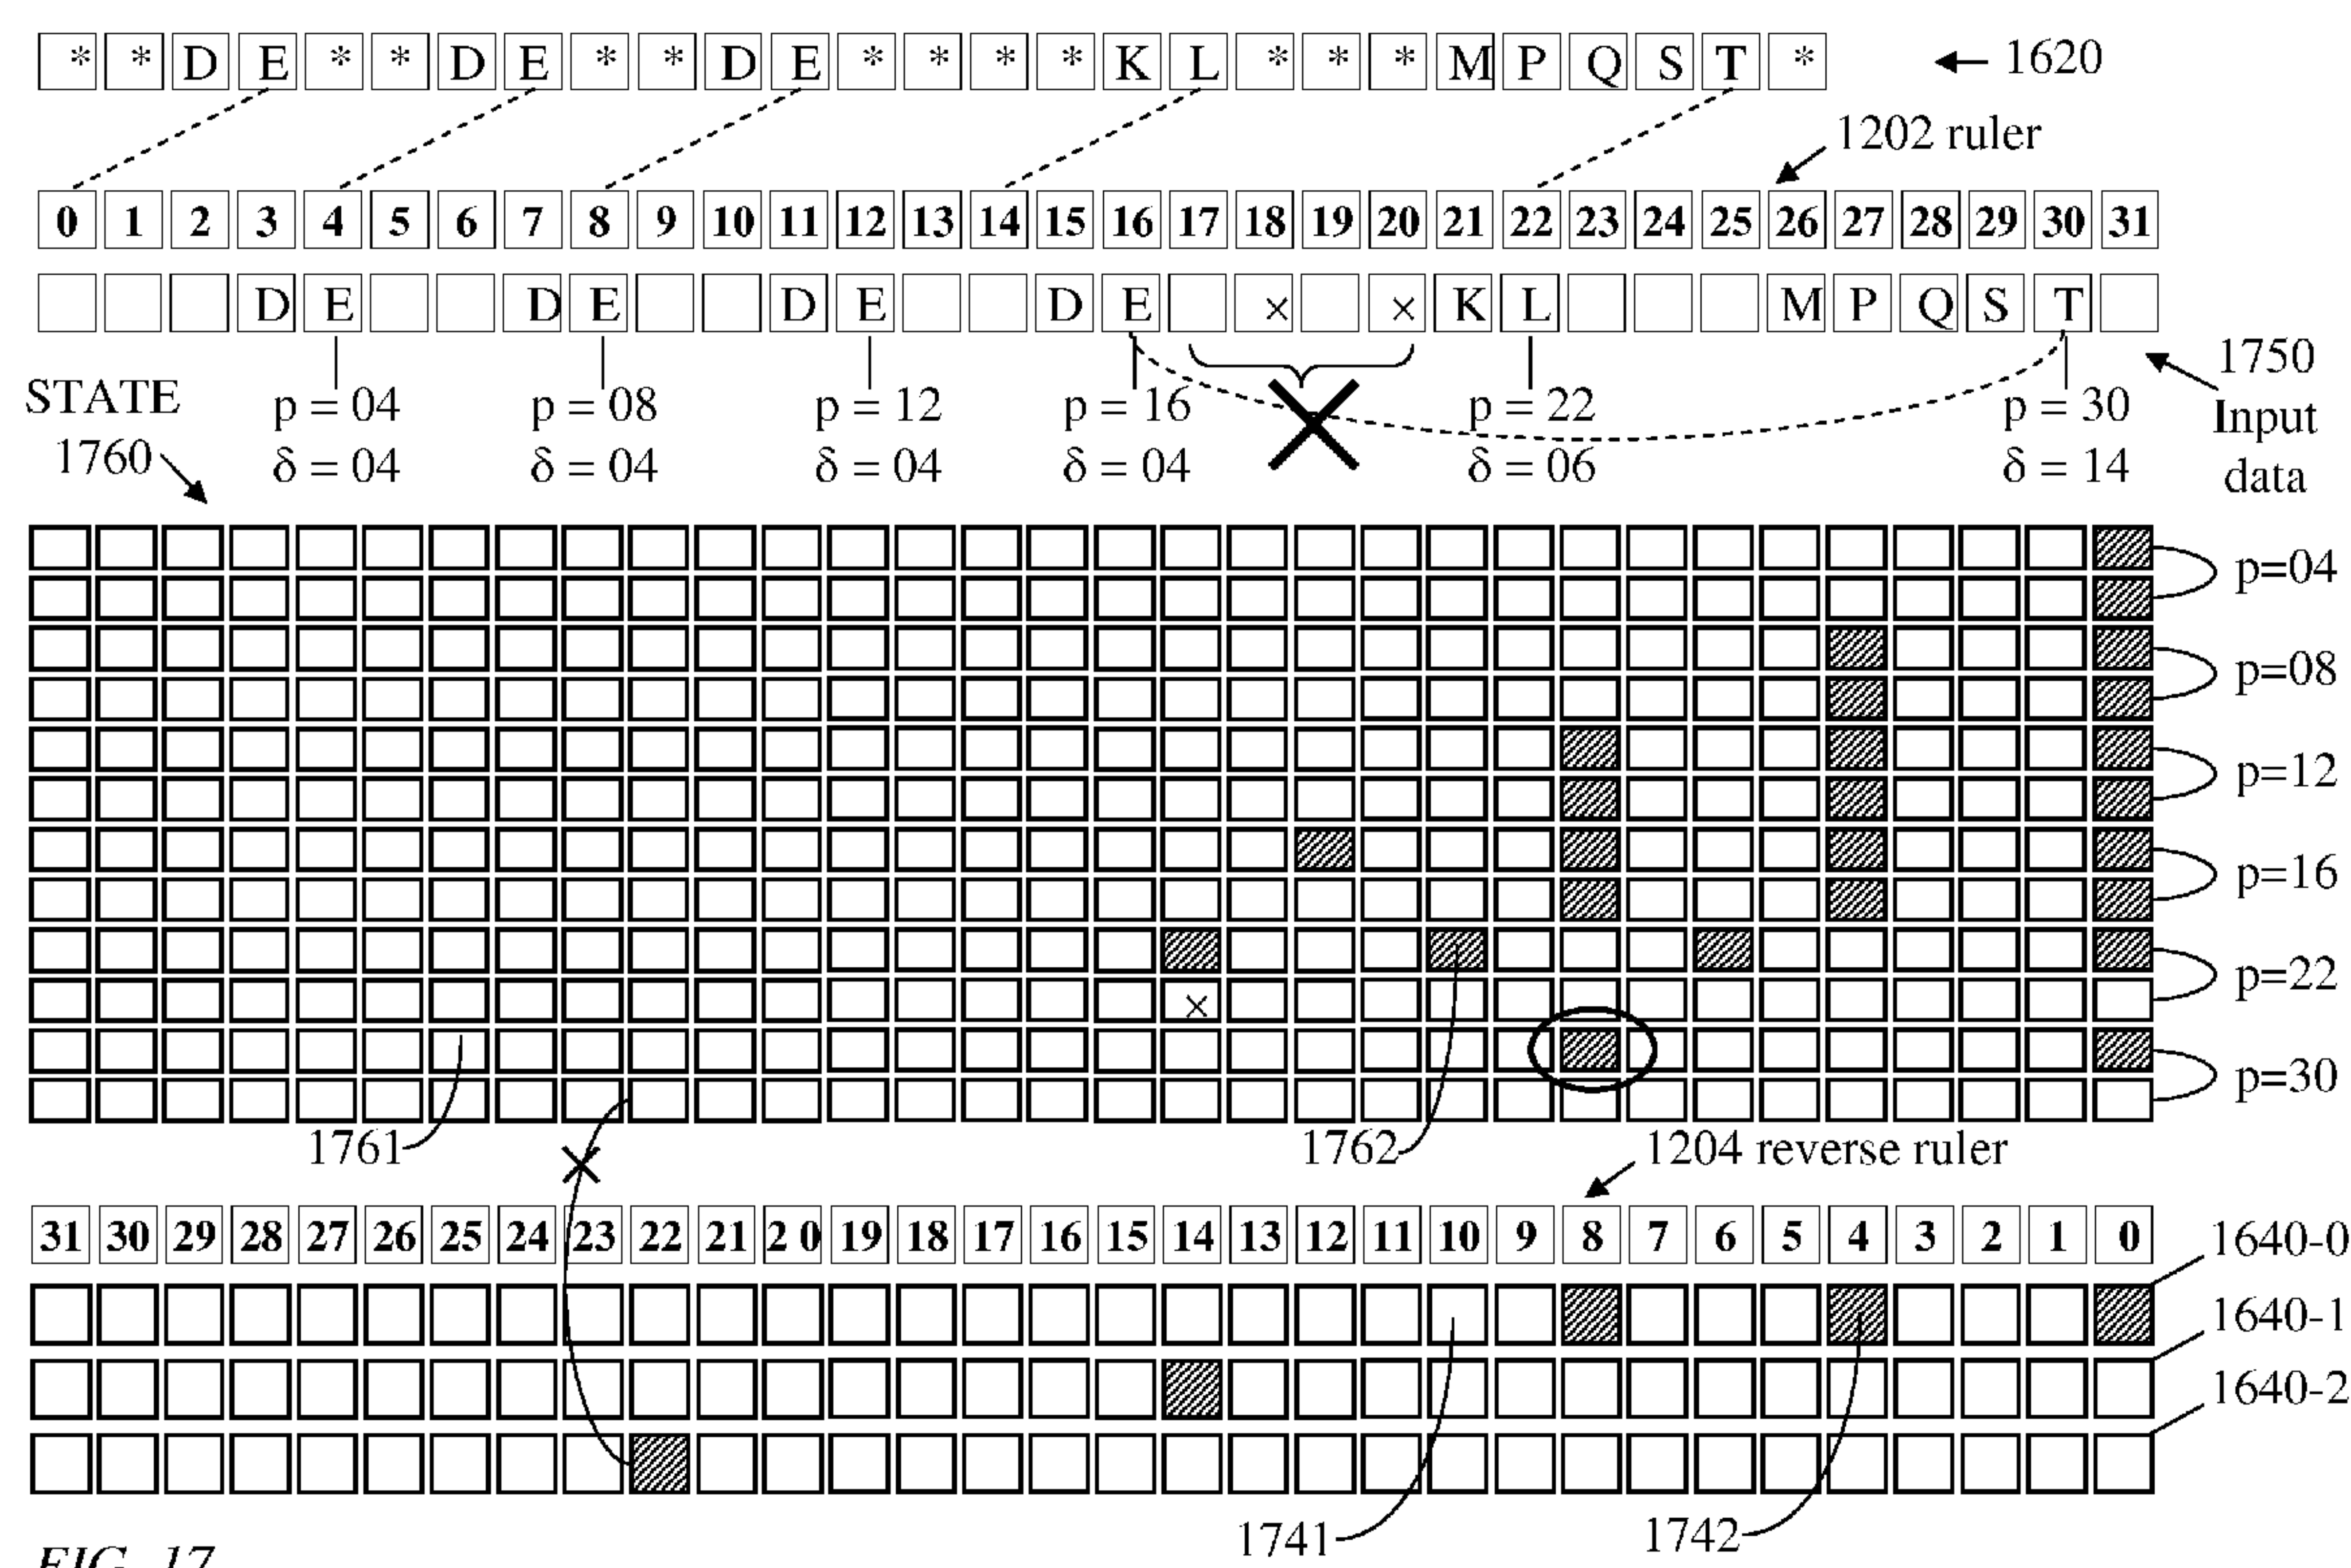 * * D E * * D E * * D E * * * * K L * * * M P Q S T * 1620
1202 ruler
0 1 2 3 4 5 6 7 8 9 10 11 12 13 14 15 16 17 18 19 20 21 22 23 24 25 26 27 28 29 30 31
D E D E D E D E × × K L M P Q S T
1750
Input
data
STATE
1760
p = 04 p = 08 p = 12 p = 16 p = 22 p = 30
δ = 04 δ = 04 δ = 04 δ = 04 δ = 06 δ = 14
p=04
p=08
p=12
p=16
p=22
×
p=30
1761 1762 1204 reverse ruler
31 30 29 28 27 26 25 24 23 22 21 2 0 19 18 17 16 15 14 13 12 11 10 9 8 7 6 5 4 3 2 1 0
1640-0
1640-1
1640-2
1741 1742
FIG. 17